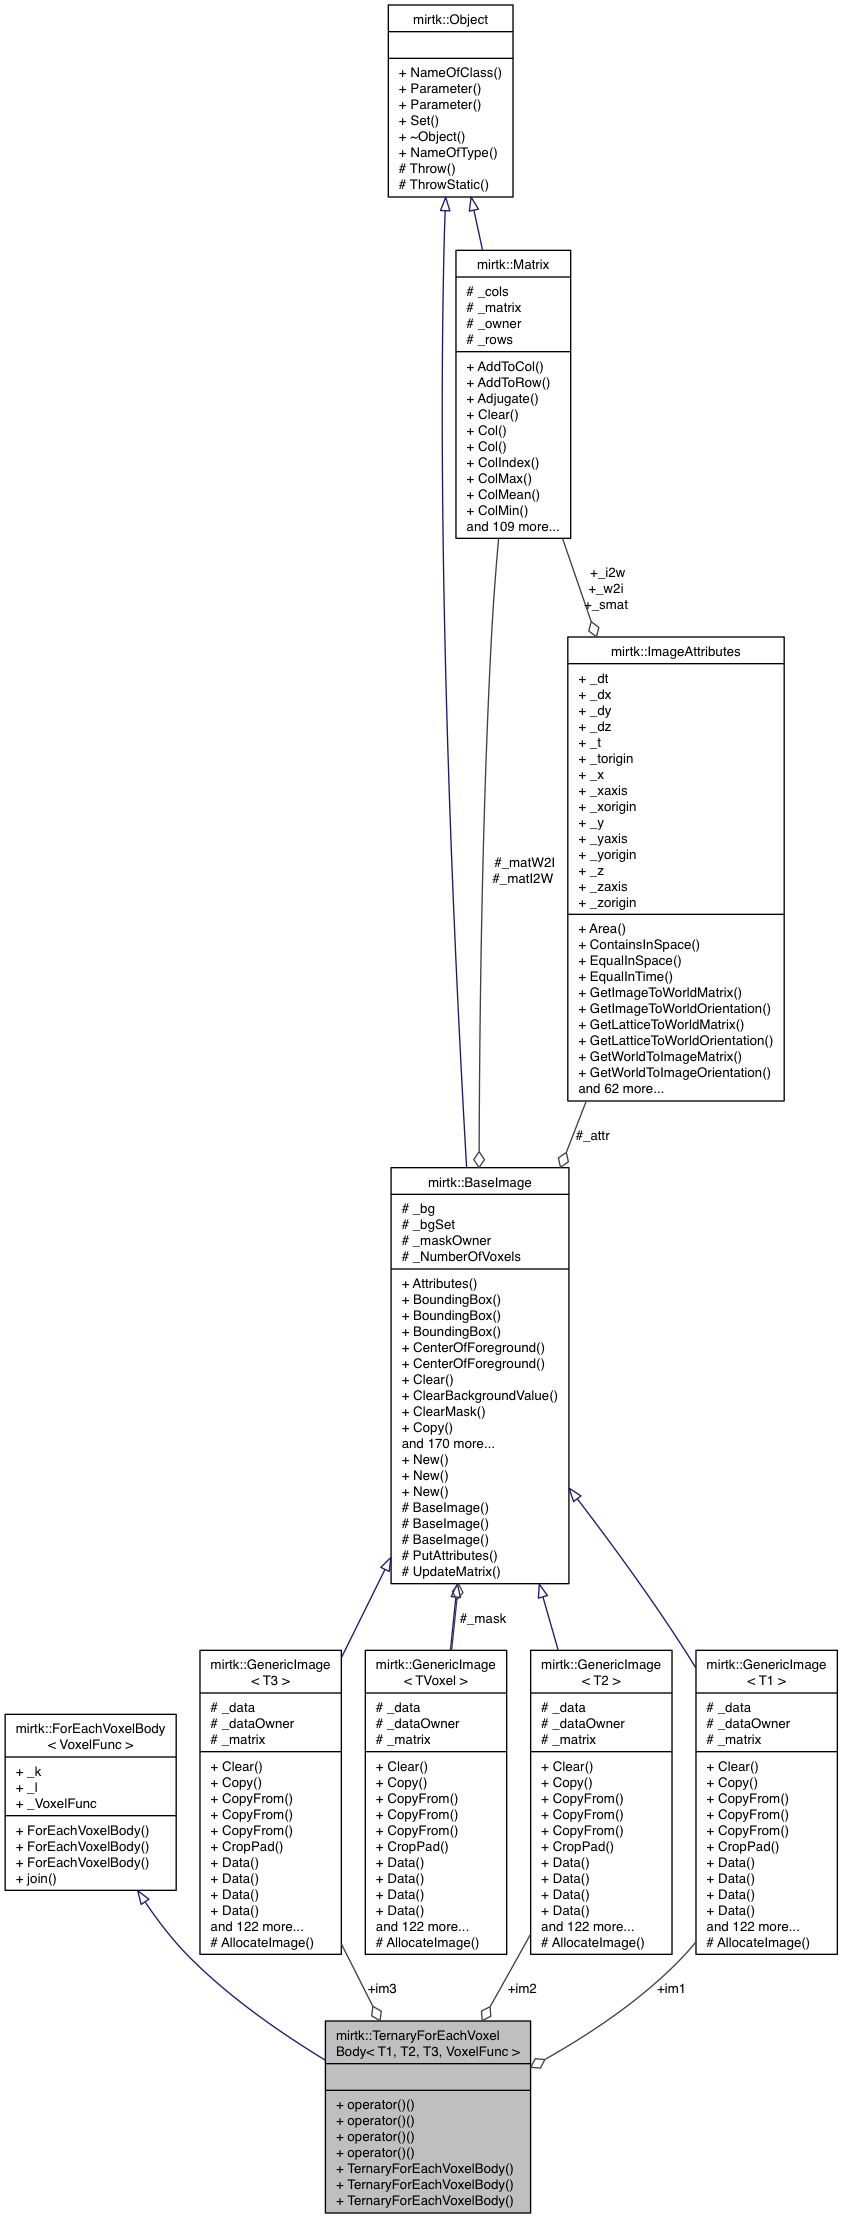 mirtk::Object
+ NameOfClass()
+ Parameter()
+ Parameter()
+ Set()
+ ~Object()
+ NameOfType()
# Throw()
# ThrowStatic()
mirtk::Matrix
# _cols
# _matrix
# _owner
# _rows
+ AddToCol()
+ AddToRow()
+ Adjugate()
+ Clear()
+ Col()
+ Col()
+ ColIndex()
+ ColMax()
+ ColMean()
+ ColMin()
and 109 more...
+_i2w
+_w2i
+_smat
mirtk::ImageAttributes
+ _dt
+ _dx
+ _dy
+ _dz
+ _t
+ _torigin
+ _x
+ _xaxis
+ _xorigin
+ _y
+ _yaxis
+ _yorigin
+ _z
+ _zaxis
+ _zorigin
+ Area()
+ ContainsInSpace()
+ EqualInSpace()
+ EqualInTime()
+ GetImageToWorldMatrix()
+ GetImageToWorldOrientation()
+ GetLatticeToWorldMatrix()
+ GetLatticeToWorldOrientation()
+ GetWorldToImageMatrix()
+ GetWorldToImageOrientation()
and 62 more...
#_matW2I
#_matI2W
#_attr
mirtk::BaseImage
# _bg
# _bgSet
# _maskOwner
# _NumberOfVoxels
+ Attributes()
+ BoundingBox()
+ BoundingBox()
+ BoundingBox()
+ CenterOfForeground()
+ CenterOfForeground()
+ Clear()
+ ClearBackgroundValue()
+ ClearMask()
+ Copy()
and 170 more...
+ New()
+ New()
+ New()
# BaseImage()
# BaseImage()
# BaseImage()
# PutAttributes()
# UpdateMatrix()
#_mask
mirtk::ForEachVoxelBody
< VoxelFunc >
+ _k
+ _l
+ _VoxelFunc
+ ForEachVoxelBody()
+ ForEachVoxelBody()
+ ForEachVoxelBody()
+ join()
mirtk::GenericImage
< T3 >
# _data
# _dataOwner
# _matrix
+ Clear()
+ Copy()
+ CopyFrom()
+ CopyFrom()
+ CopyFrom()
+ CropPad()
+ Data()
+ Data()
+ Data()
+ Data()
and 122 more...
# AllocateImage()
mirtk::GenericImage
< TVoxel >
# _data
# _dataOwner
# _matrix
+ Clear()
+ Copy()
+ CopyFrom()
+ CopyFrom()
+ CopyFrom()
+ CropPad()
+ Data()
+ Data()
+ Data()
+ Data()
and 122 more...
# AllocateImage()
mirtk::GenericImage
< T2 >
# _data
# _dataOwner
# _matrix
+ Clear()
+ Copy()
+ CopyFrom()
+ CopyFrom()
+ CopyFrom()
+ CropPad()
+ Data()
+ Data()
+ Data()
+ Data()
and 122 more...
# AllocateImage()
mirtk::GenericImage
< T1 >
# _data
# _dataOwner
# _matrix
+ Clear()
+ Copy()
+ CopyFrom()
+ CopyFrom()
+ CopyFrom()
+ CropPad()
+ Data()
+ Data()
+ Data()
+ Data()
and 122 more...
# AllocateImage()
+im3
+im2
+im1
mirtk::TernaryForEachVoxel
Body< T1, T2, T3, VoxelFunc >
+ operator()()
+ operator()()
+ operator()()
+ operator()()
+ TernaryForEachVoxelBody()
+ TernaryForEachVoxelBody()
+ TernaryForEachVoxelBody()